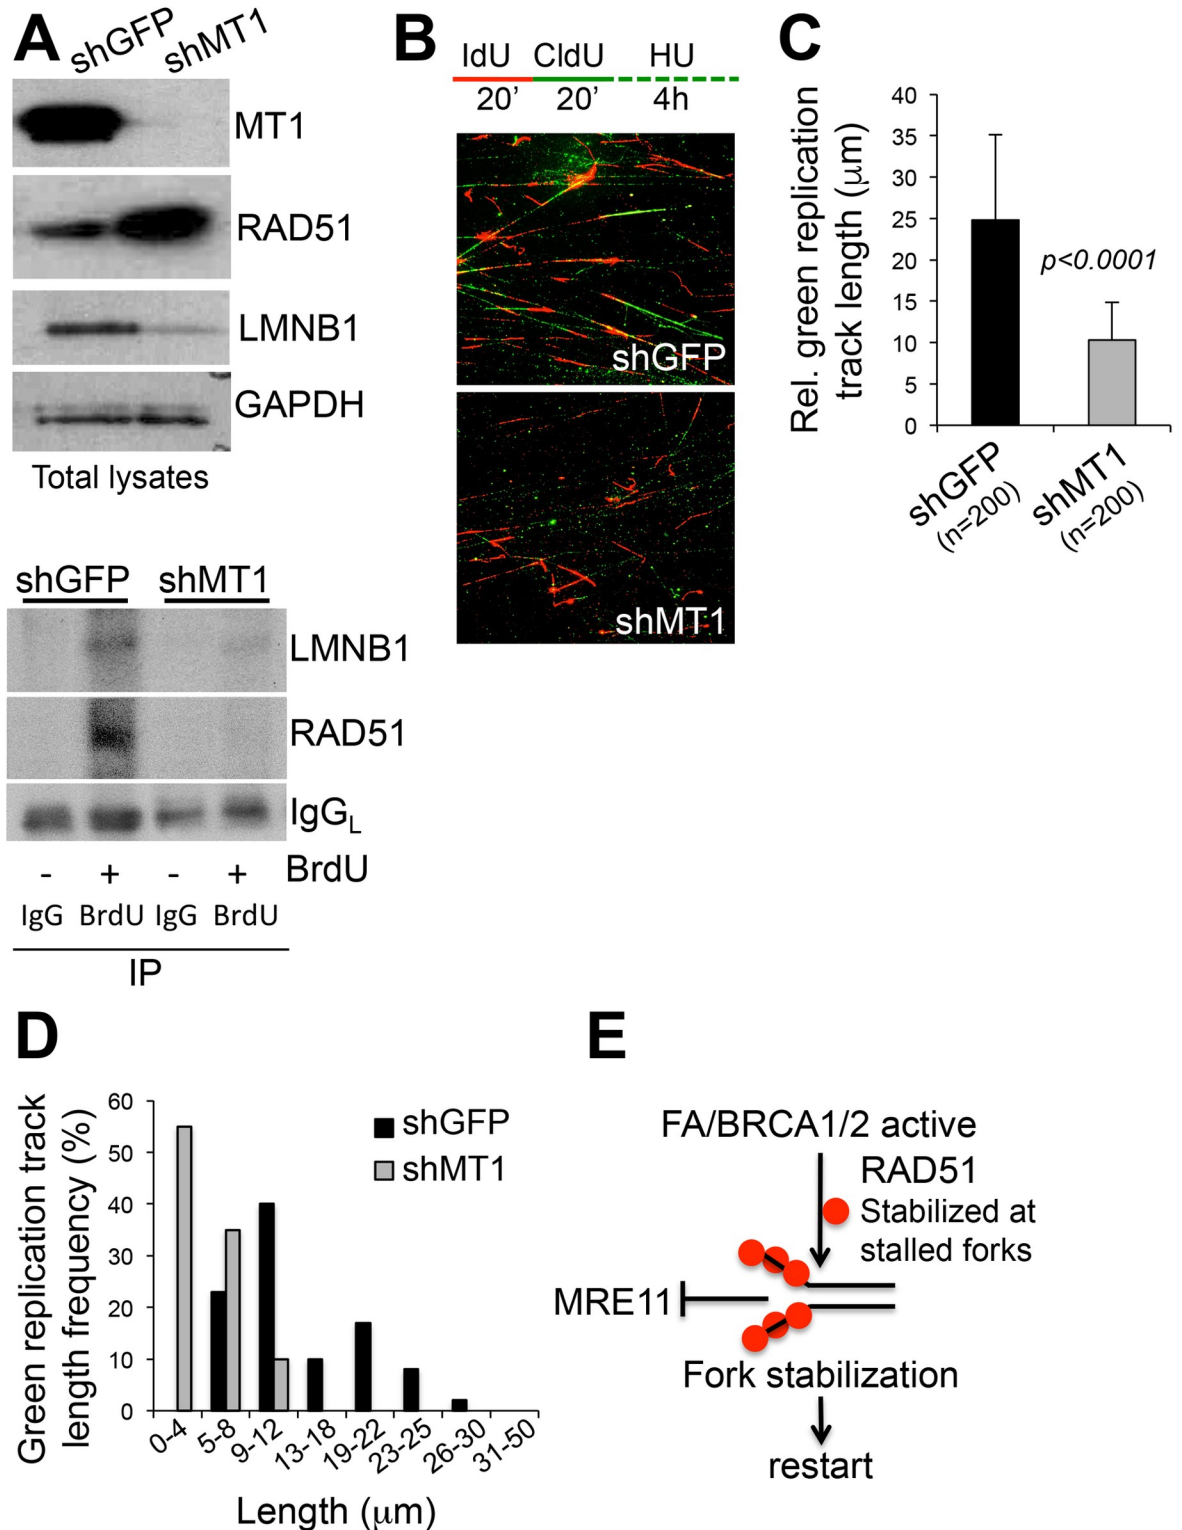 A
shGFP
shMT1
MT1
RAD51
LMNB1
GAPDH
Total lysates
shGFP shMT1
LMNB1
RAD51
IgGL
- + - + BrdU
IgG BrdU IgG BrdU
IP
B
IdU CldU HU
20' 20' 4h
shGFP
shMT1
C
Rel. green replication
track length (μm)
40
35
30
25
20
15
10
5
0
p<0.0001
shGFP
(n=200)
shMT1
(n=200)
D
Green replication track
length frequency (%)
60
50
40
30
20
10
0
shGFP
shMT1
0-4
5-8
9-12
13-18
19-22
23-25
26-30
31-50
Length (μm)
E
FA/BRCA1/2 active
RAD51
Stabilized at
stalled forks
MRE11
Fork stabilization
restart